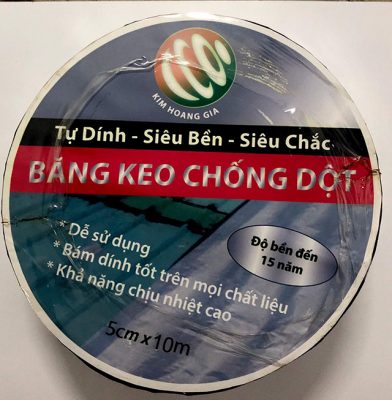 KIM HOANG GIA
Tự Dính - Siêu Bền - Siêu Chắc
BĂNG KEO CHỐNG DỘT
* Dễ sử dụng
* Bám dính tốt trên mọi chất liệu
* Khả năng chịu nhiệt cao
Độ bền đến
15 năm
5cm x 10m